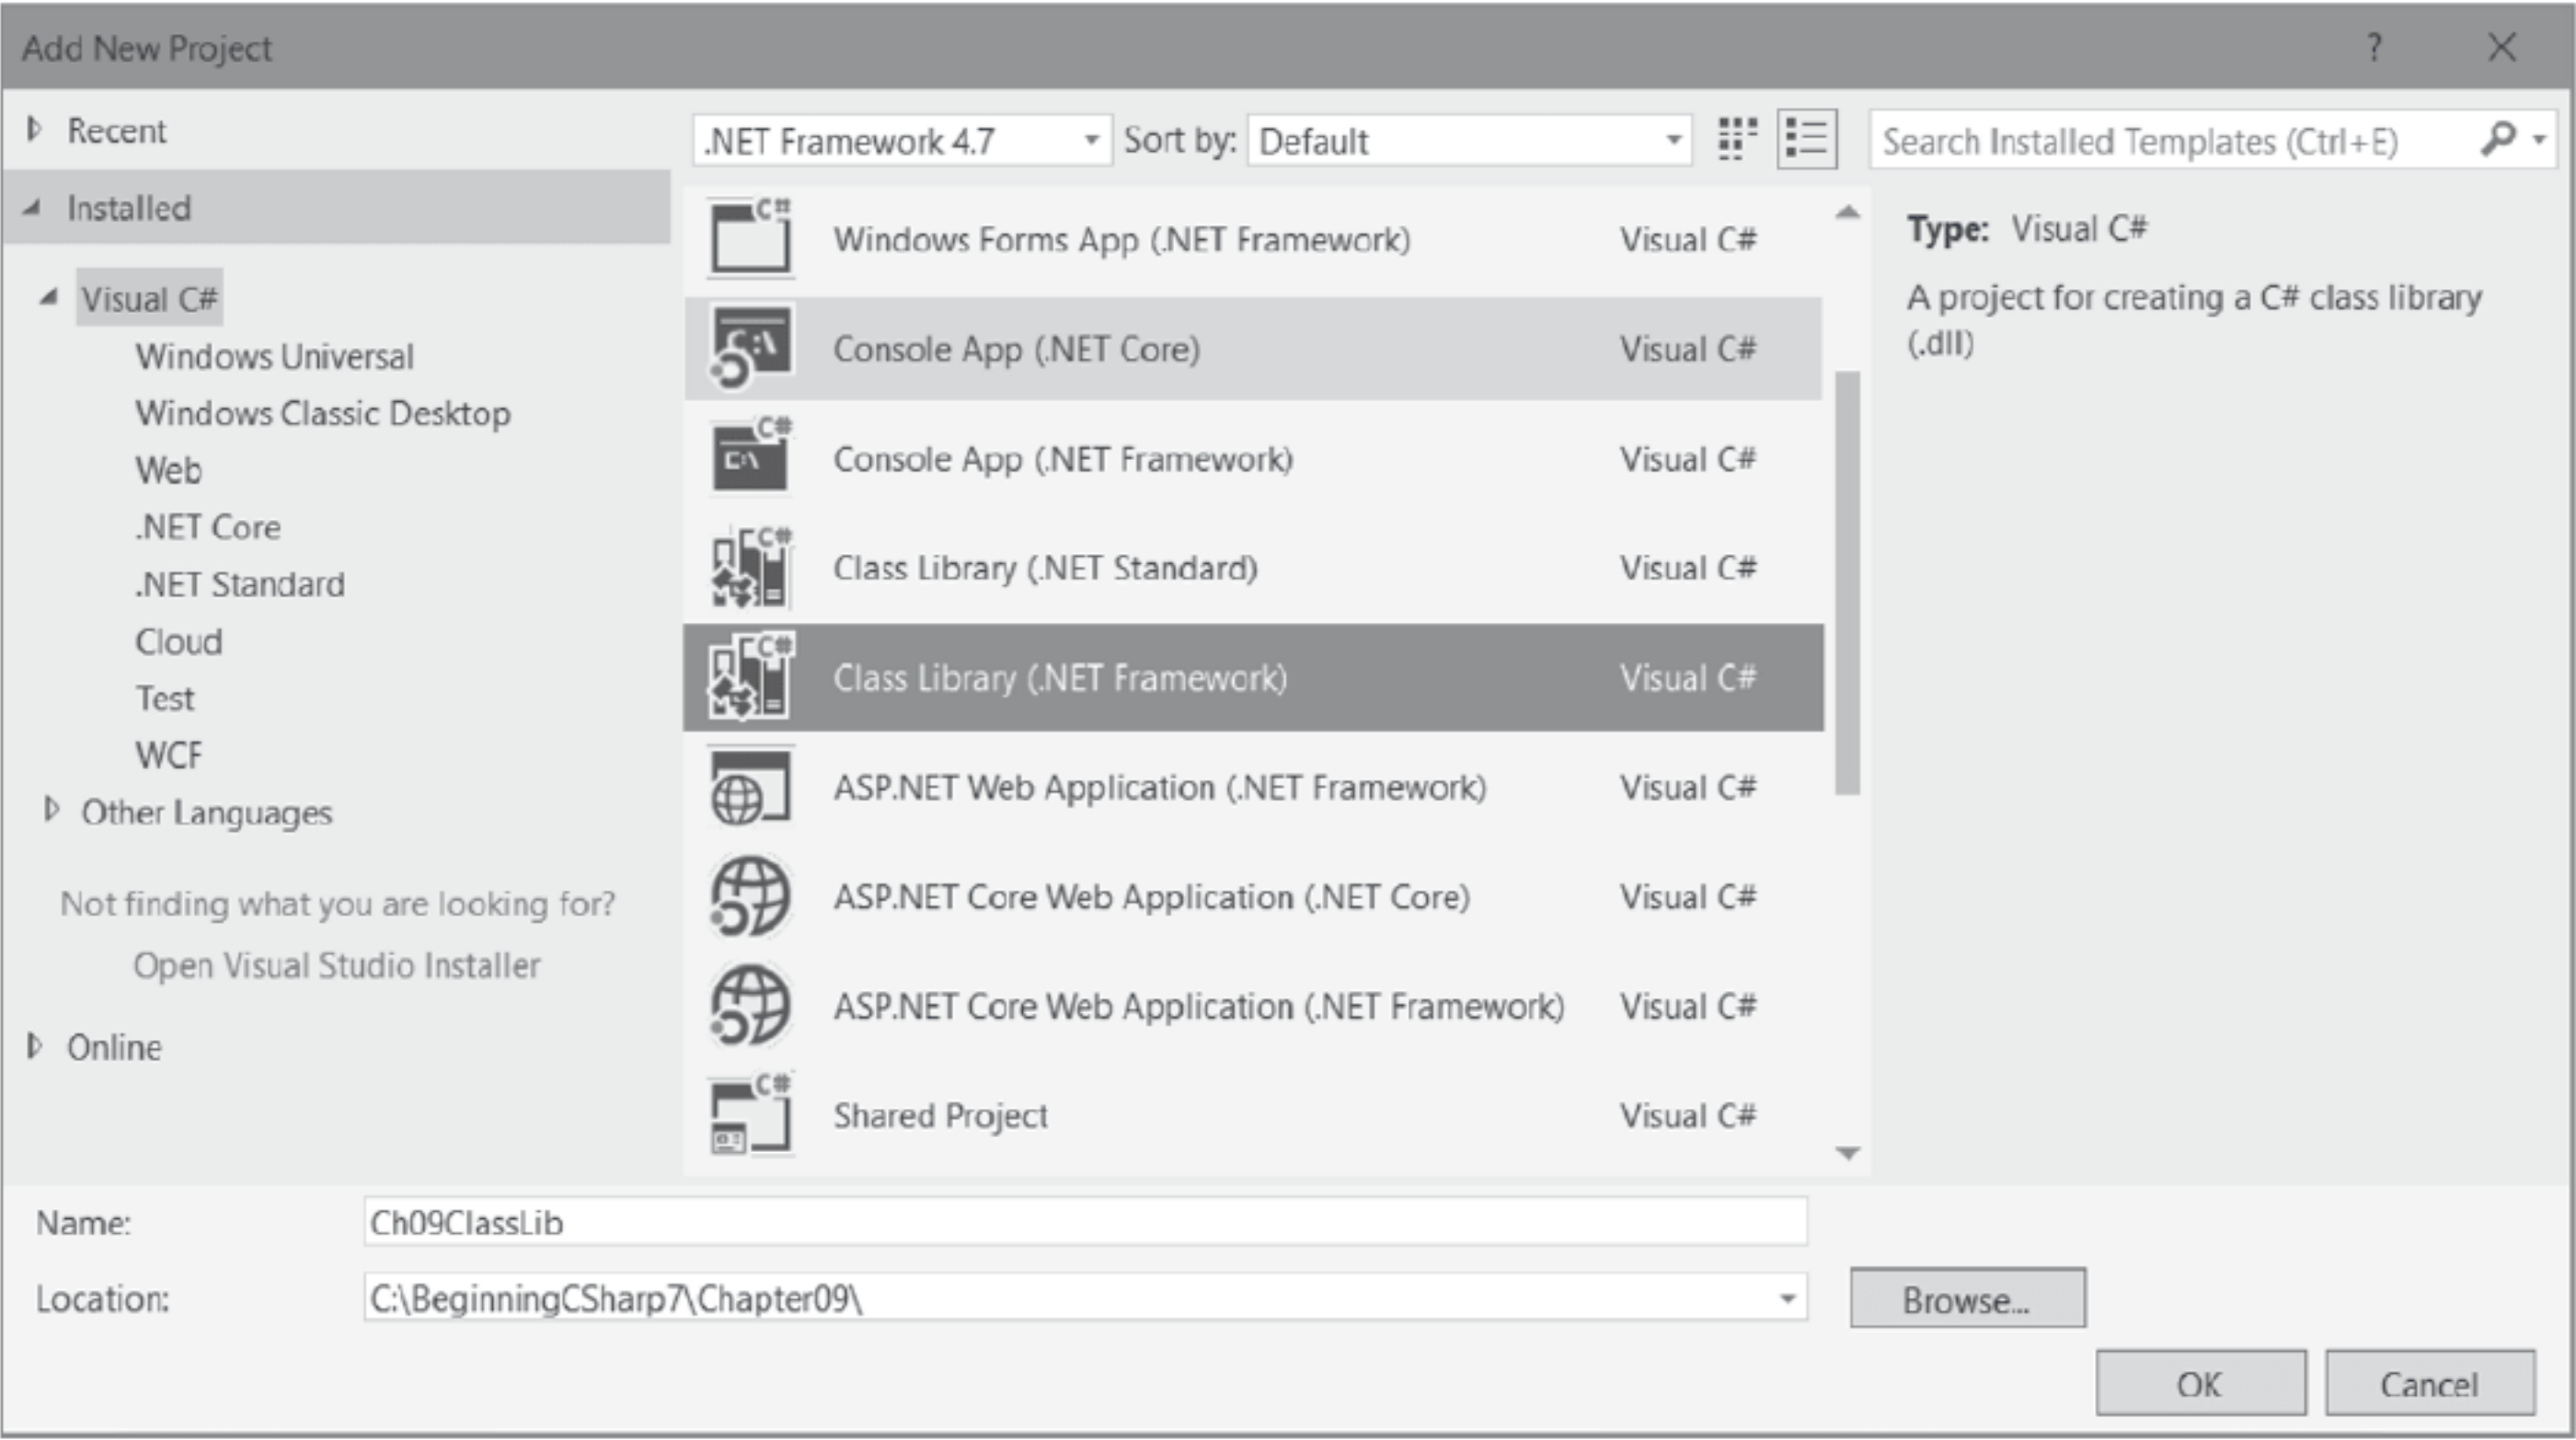 Add New Project
?
Recent
Installed
Visual C#
Windows Universal
Windows Classic Desktop
Web
.NET Core
.NET Standard
Cloud
Test
WCF
Other Languages
Not finding what you are looking for?
Open Visual Studio Installer
Online
.NET Framework 4.7 Sort by: Default
Search Installed Templates (Ctrl+E)
Windows Forms App (.NET Framework) Visual C#
Console App (.NET Core) Visual C#
Console App (.NET Framework) Visual C#
Class Library (.NET Standard) Visual C#
Class Library (.NET Framework) Visual C#
ASP.NET Web Application (.NET Framework) Visual C#
ASP.NET Core Web Application (.NET Core) Visual C#
ASP.NET Core Web Application (.NET Framework) Visual C#
Shared Project Visual C#
Type: Visual C#
A project for creating a C# class library
(.dll)
Name: Ch09ClassLib
Location: C:\BeginningCSharp7\Chapter09\
Browse...
OK Cancel